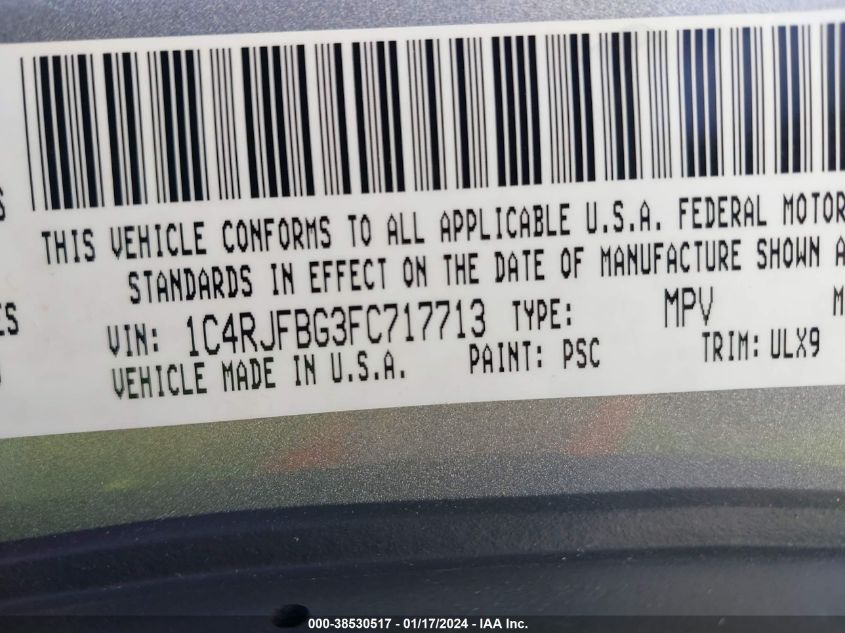 THIS VEHICLE CONFORMS TO ALL APPLICABLE U.S.A. FEDERAL MOTOR
STANDARDS IN EFFECT ON THE DATE OF MANUFACTURE SHOWN A
VIN: 1C4RJFBG3FC717713 TYPE: MPV M
VEHICLE MADE IN U.S.A. PAINT: PSC TRIM: ULX9
000-38530517 - 01/17/2024 - IAA Inc.